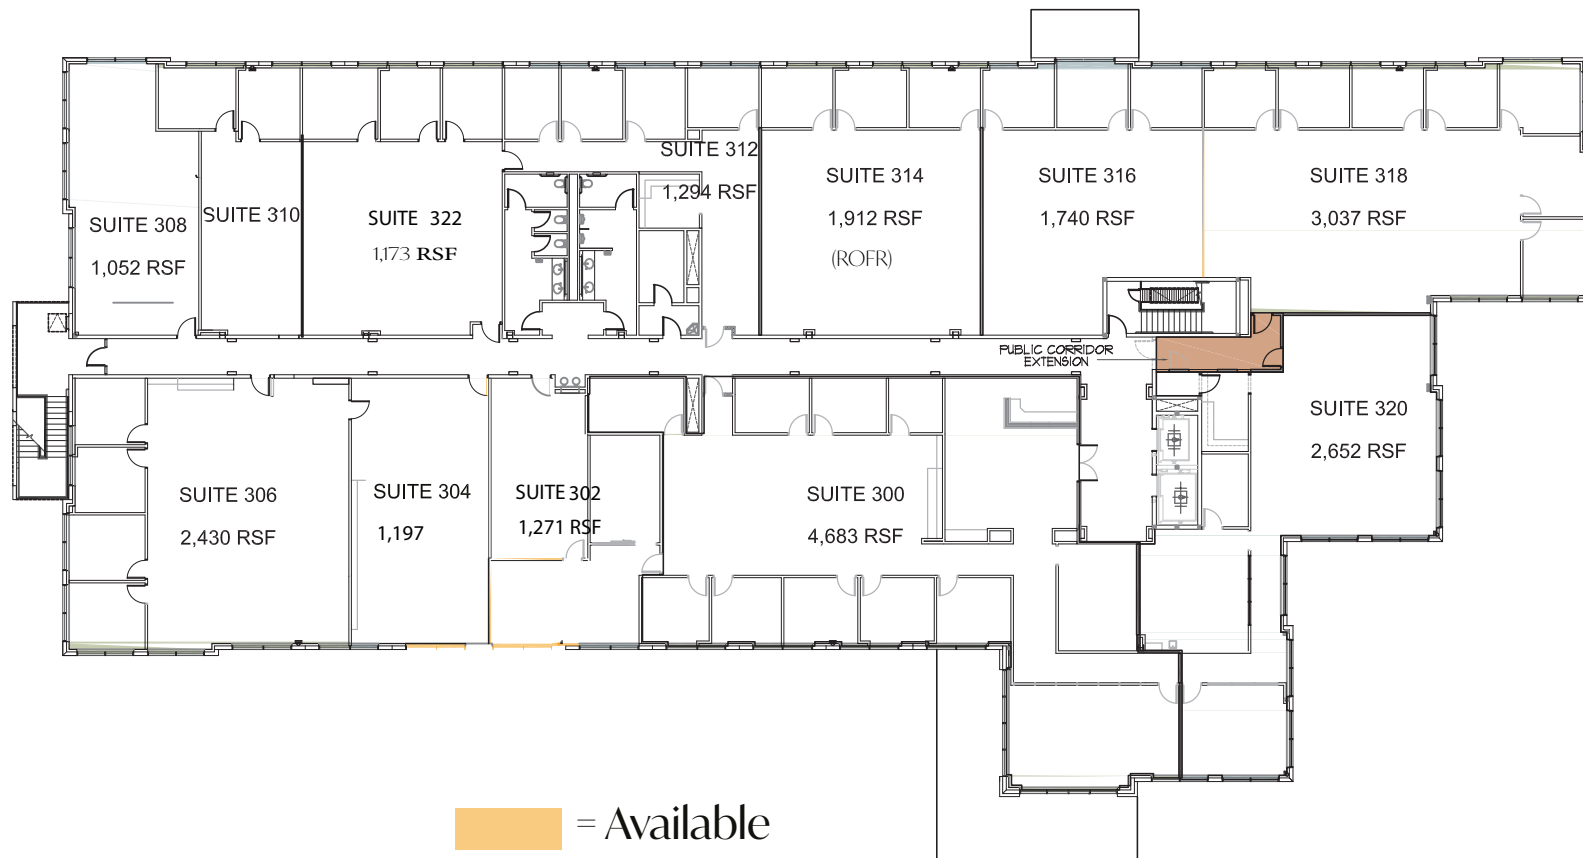 SUITE 312
1,294 RSF
SUITE 314
1,912 RSF
(ROFR)
SUITE 316
1,740 RSF
SUITE 318
3,037 RSF
SUITE 308
1,052 RSF
SUITE 310
SUITE 322
1,173 RSF
PUBLIC CORRIDOR
EXTENSION
SUITE 320
2,652 RSF
SUITE 306
2,430 RSF
SUITE 304
1,197
SUITE 302
1,271 RSF
SUITE 300
4,683 RSF
= Available